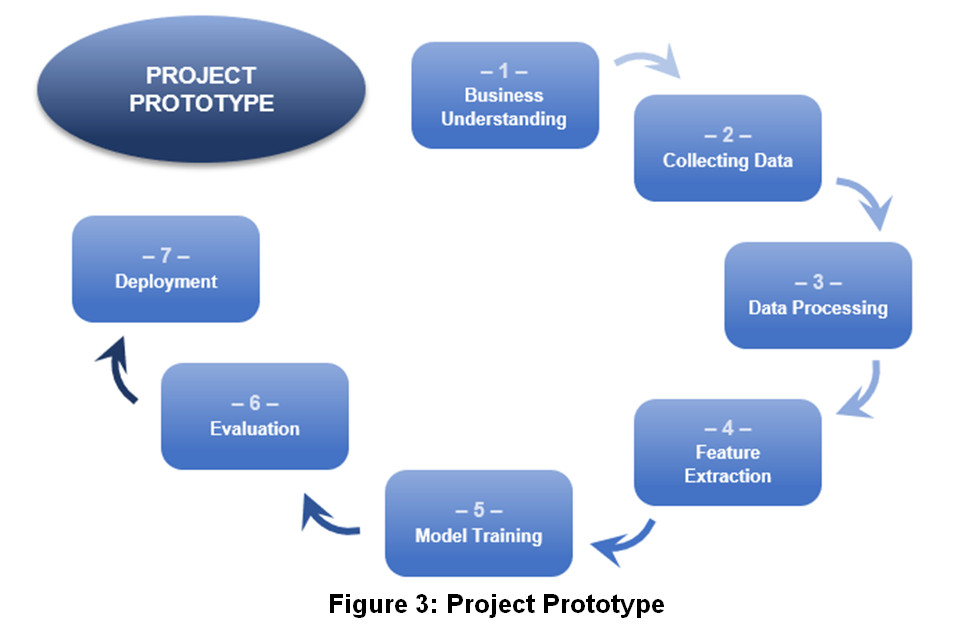 PROJECT
PROTOTYPE
– 1 –
Business
Understanding
– 2 –
Collecting Data
– 3 –
Data Processing
– 4 –
Feature
Extraction
– 5 –
Model Training
– 6 –
Evaluation
– 7 –
Deployment
Figure 3: Project Prototype